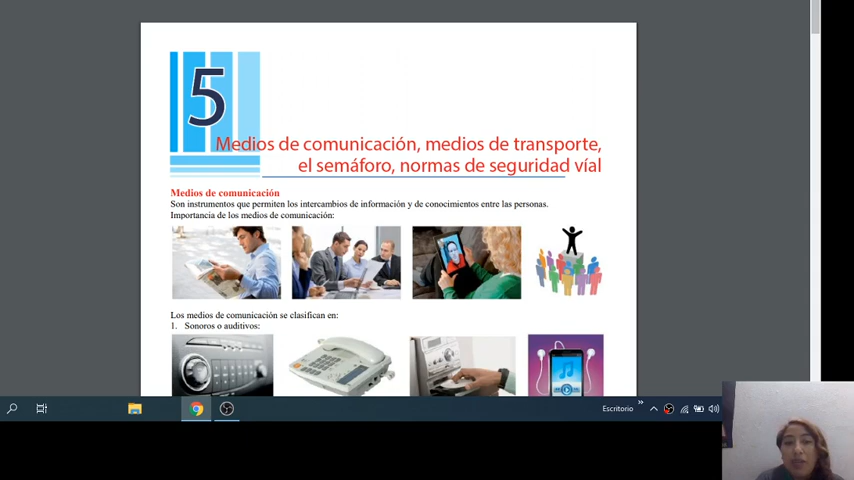 5
Medios de comunicación, medios de transporte,
el semáforo, normas de seguridad víal
Medios de comunicación
Son instrumentos que permiten los intercambios de información y de conocimientos entre las personas.
Importancia de los medios de comunicación:
Los medios de comunicación se clasifican en:
1. Sonoros o auditivos:
Escritorio